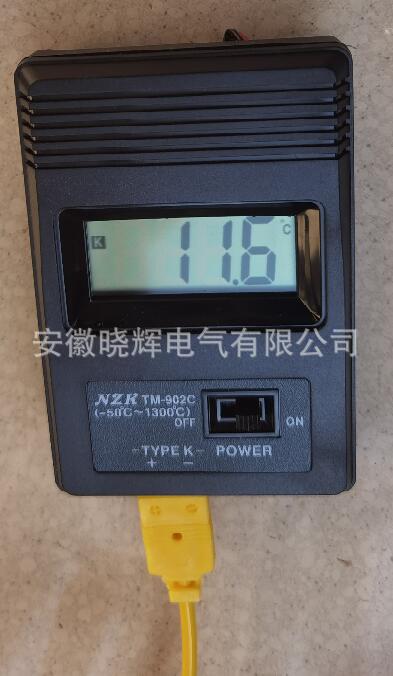 K 11.6 °C
安徽晓辉电气有限公司
NZK TM-902C
(-50℃~1300℃)
OFF ON
-TYPE K- POWER
+ −